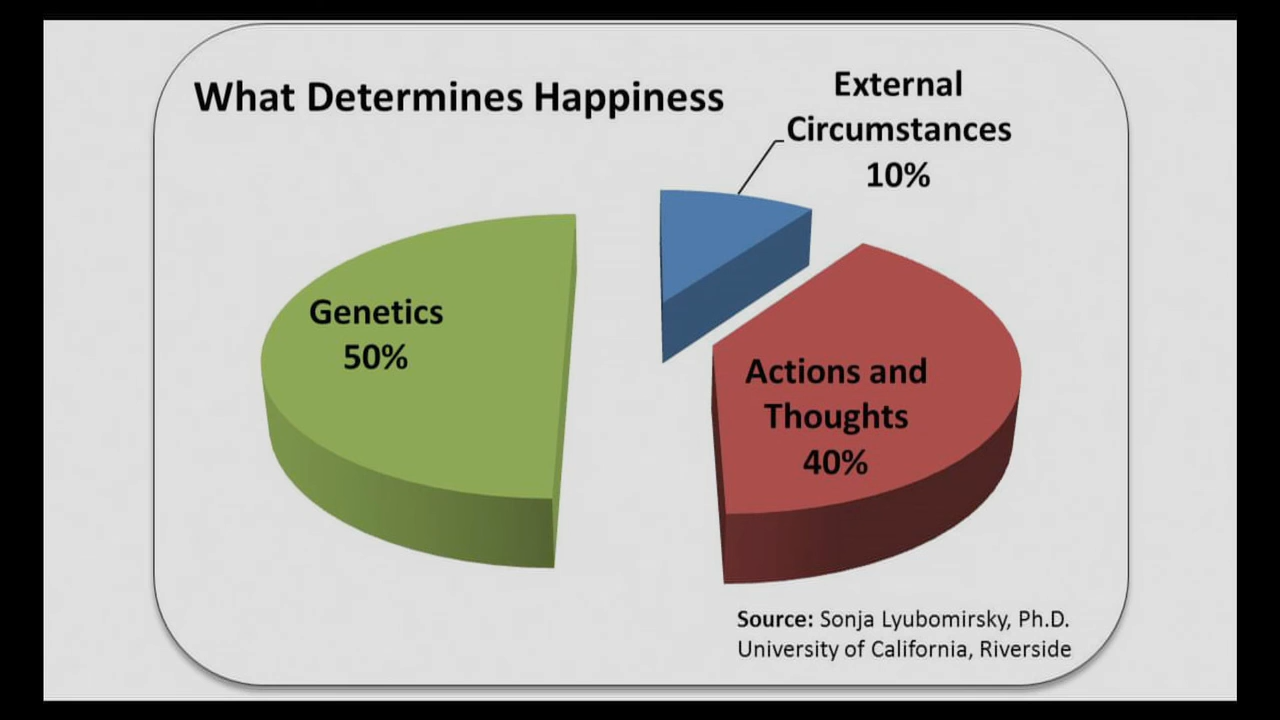 What Determines Happiness
External
Circumstances
10%
Genetics
50%
Actions and
Thoughts
40%
Source: Sonja Lyubomirsky, Ph.D.
University of California, Riverside